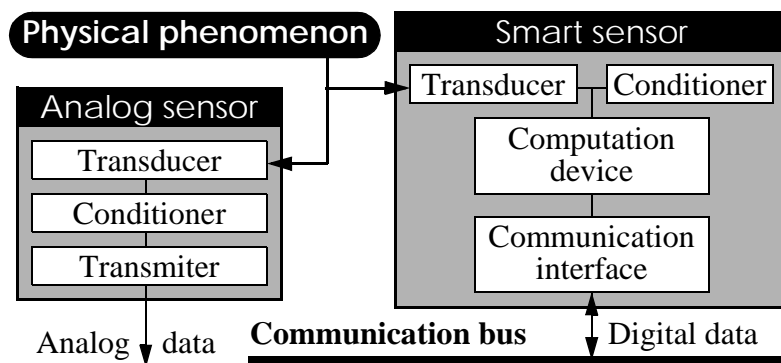 Physical phenomenon
Smart sensor
Transducer
Conditioner
Analog sensor
Transducer
Computation
device
Conditioner
Communication
interface
Transmiter
Analog data
Communication bus
Digital data